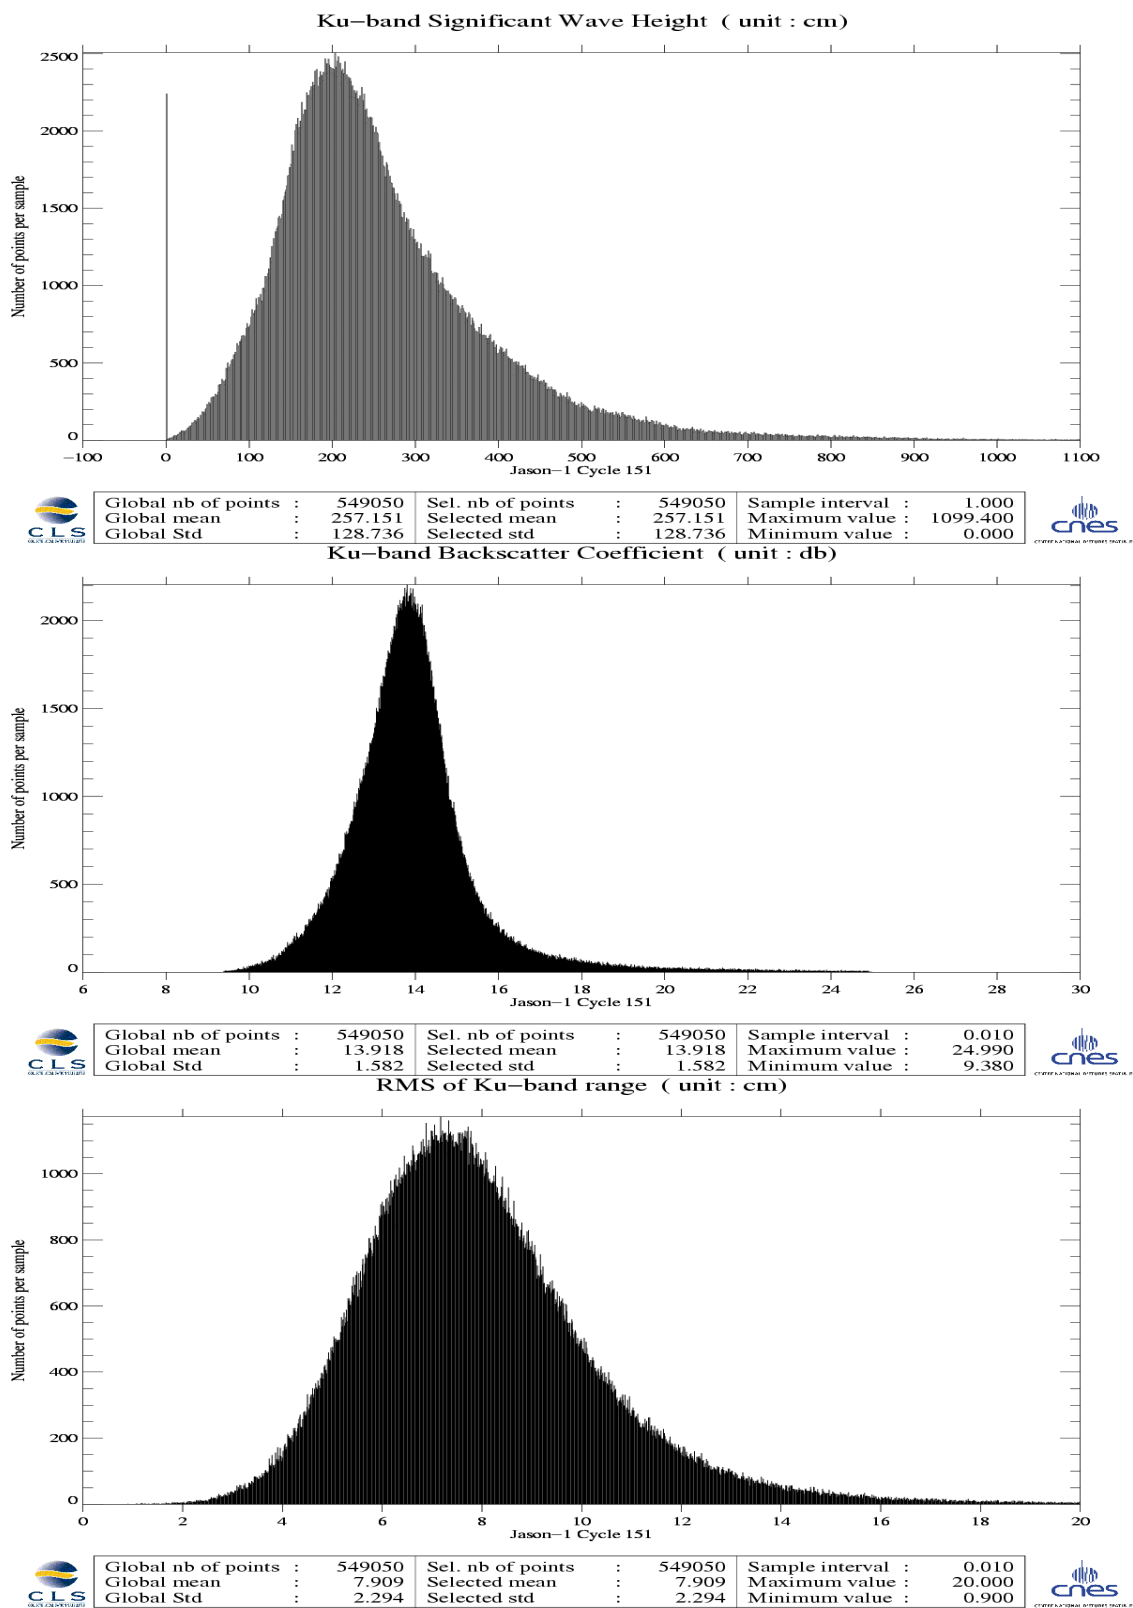 Ku-band Significant Wave Height ( unit : cm)
2500
2000
1500
1000
500
0
Number of points per sample
-100 0 100 200 300 400 500 600 700 800 900 1000 1100
Jason-1 Cycle 151
CLS
Global nb of points : 549050 Sel. nb of points : 549050 Sample interval : 1.000
Global mean : 257.151 Selected mean : 257.151 Maximum value : 1099.400
Global Std : 128.736 Selected std : 128.736 Minimum value : 0.000
cnes
Ku-band Backscatter Coefficient ( unit : db)
2000
1500
1000
500
0
Number of points per sample
6 8 10 12 14 16 18 20 22 24 26 28 30
Jason-1 Cycle 151
CLS
Global nb of points : 549050 Sel. nb of points : 549050 Sample interval : 0.010
Global mean : 13.918 Selected mean : 13.918 Maximum value : 24.990
Global Std : 1.582 Selected std : 1.582 Minimum value : 9.380
cnes
RMS of Ku-band range ( unit : cm)
1000
800
600
400
200
0
Number of points per sample
0 2 4 6 8 10 12 14 16 18 20
Jason-1 Cycle 151
CLS
Global nb of points : 549050 Sel. nb of points : 549050 Sample interval : 0.010
Global mean : 7.909 Selected mean : 7.909 Maximum value : 20.000
Global Std : 2.294 Selected std : 2.294 Minimum value : 0.900
cnes